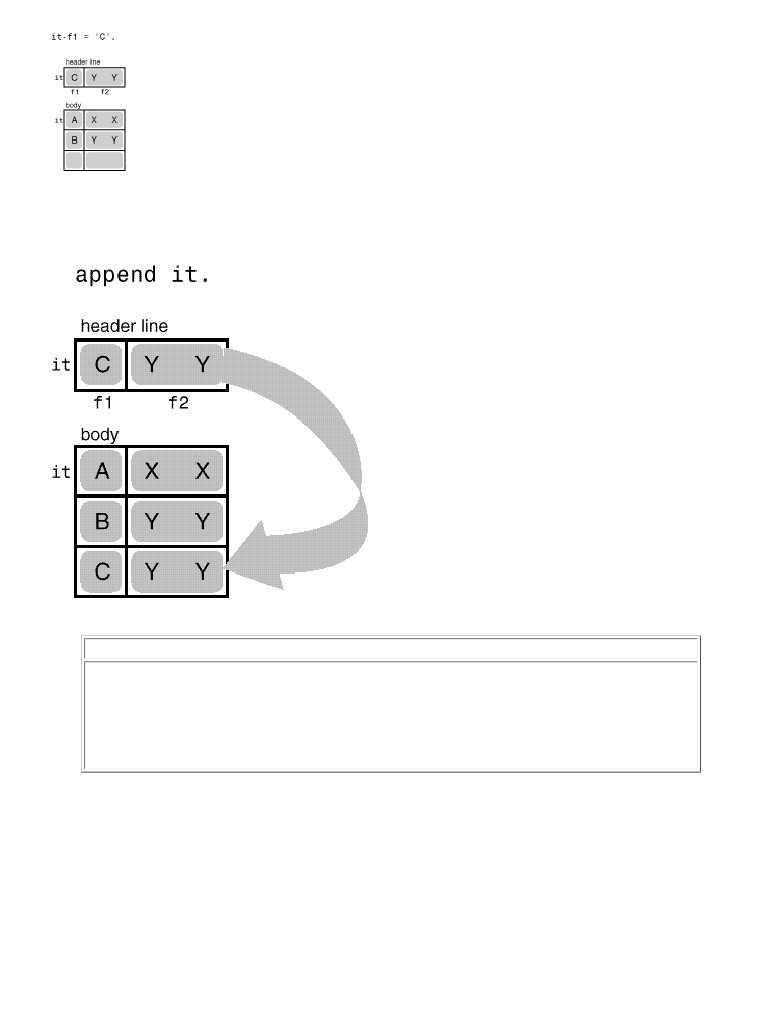 it-f1 = 'C'.
header line
it C Y Y
f1 f2
body
it A X X
B Y Y
append it.
header line
it C Y Y
f1 f2
body
it A X X
B Y Y
C Y Y